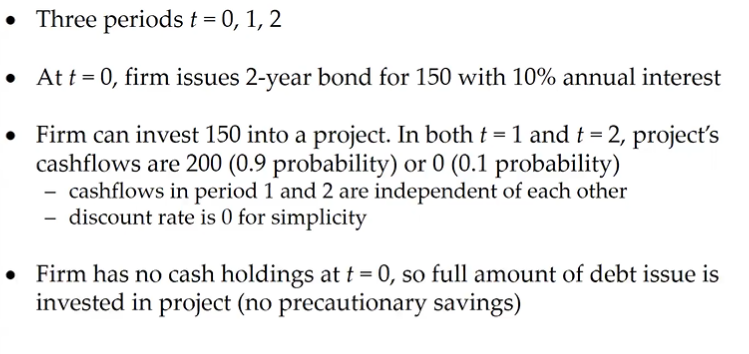 • Three periods t = 0, 1, 2
• At t = 0, firm issues 2-year bond for 150 with 10% annual interest
• Firm can invest 150 into a project. In both t = 1 and t = 2, project's
cashflows are 200 (0.9 probability) or 0 (0.1 probability)
– cashflows in period 1 and 2 are independent of each other
– discount rate is 0 for simplicity
• Firm has no cash holdings at t = 0, so full amount of debt issue is
invested in project (no precautionary savings)